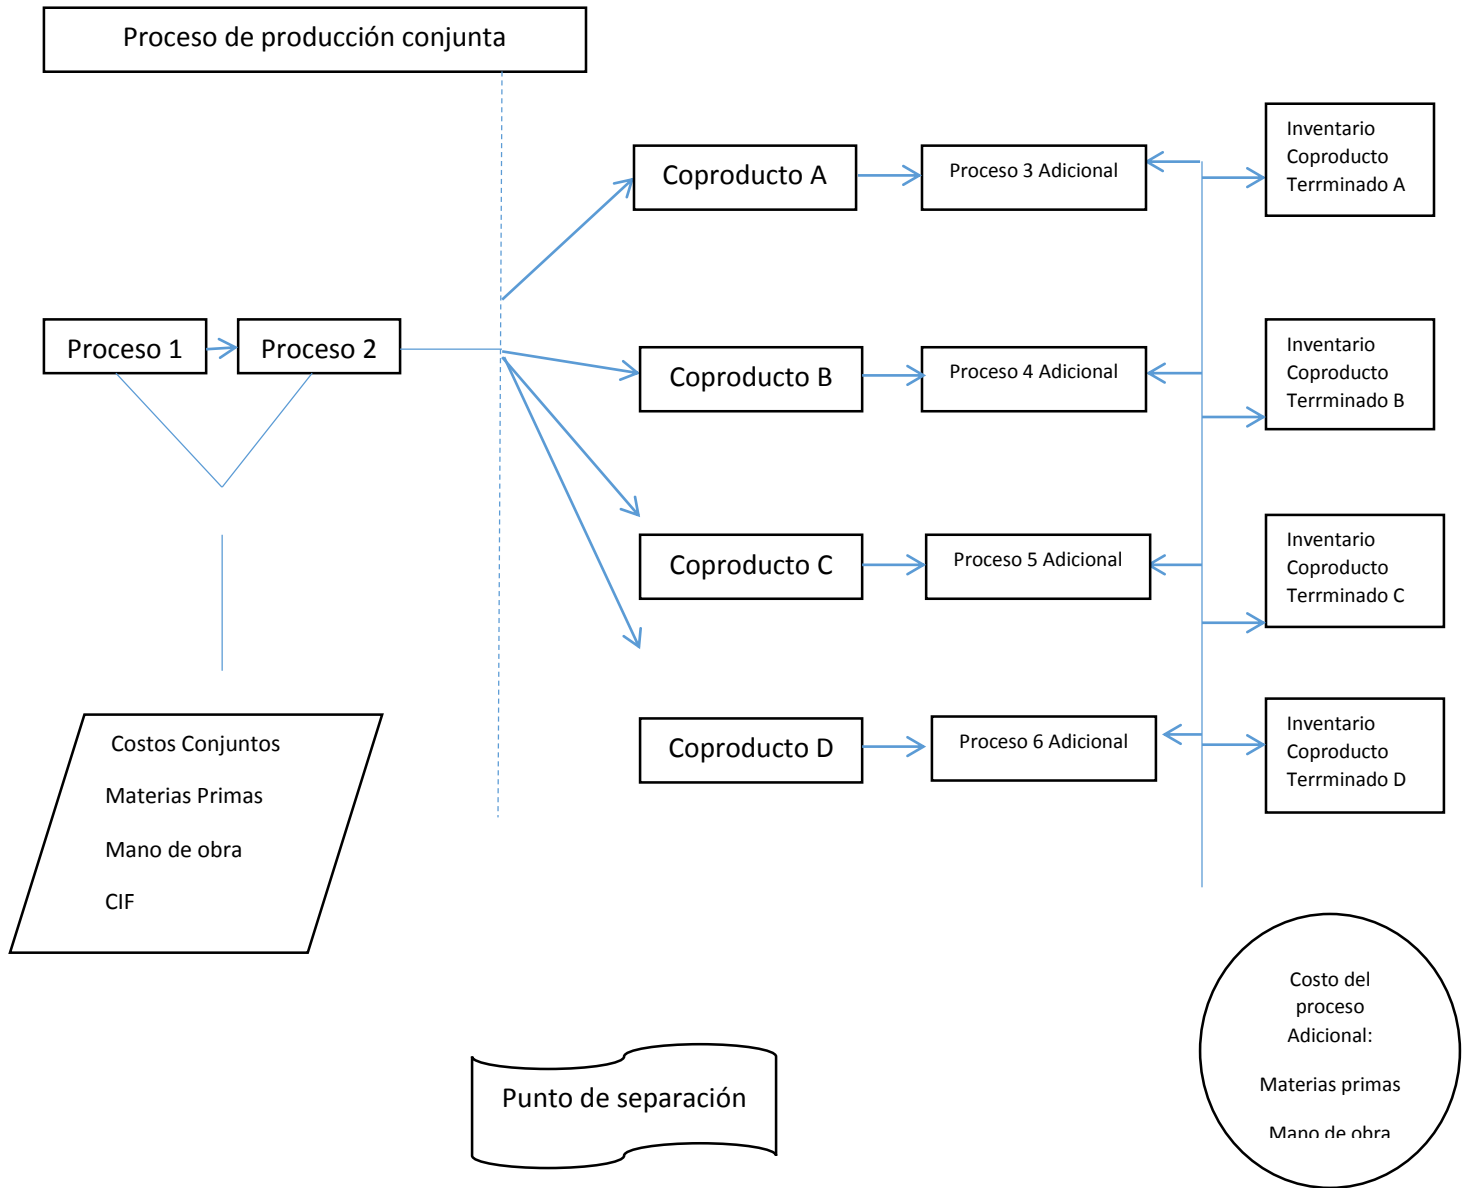 Proceso de producción conjunta
Coproducto A
Proceso 3 Adicional
Inventario
Coproducto
Terrminado A
Proceso 1
Proceso 2
Coproducto B
Proceso 4 Adicional
Inventario
Coproducto
Terrminado B
Coproducto C
Proceso 5 Adicional
Inventario
Coproducto
Terrminado C
Coproducto D
Proceso 6 Adicional
Inventario
Coproducto
Terrminado D
Costos Conjuntos
Materias Primas
Mano de obra
CIF
Punto de separación
Costo del
proceso
Adicional:
Materias primas
Mano de obra